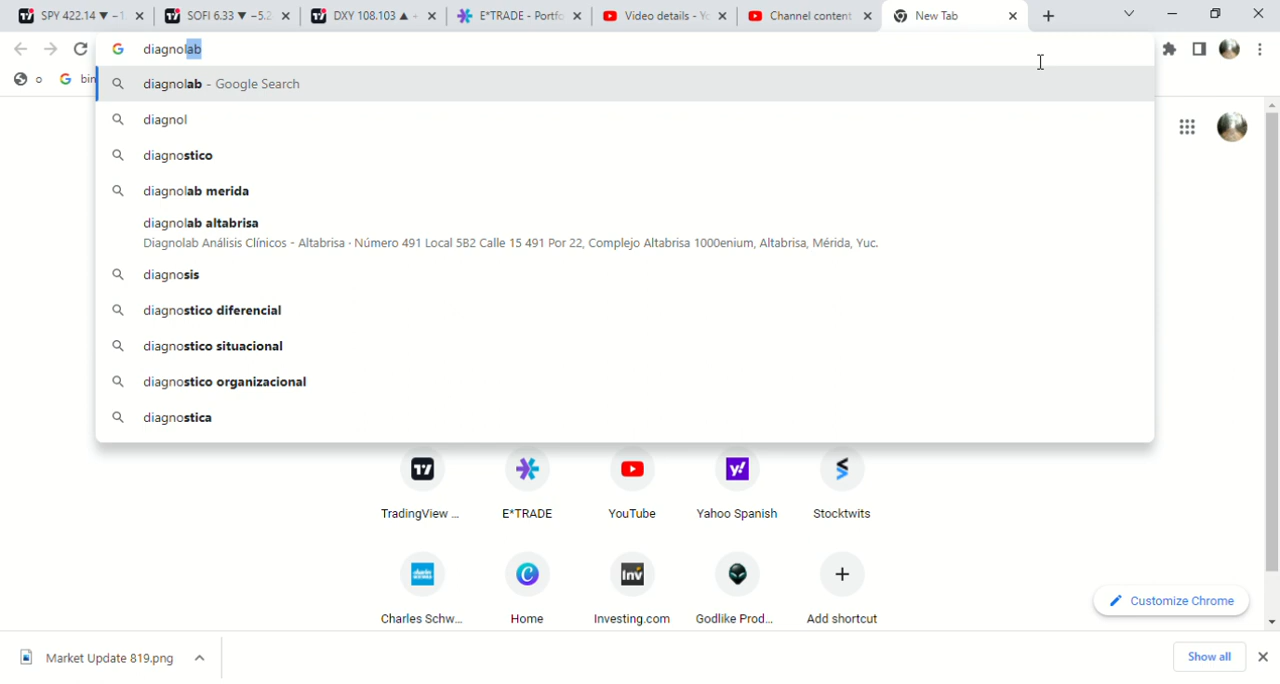 SPY 422.14 ▼ −1
SOFI 6.33 ▼ −5.2
DXY 108.103 ▲ +
E*TRADE - Portfo
Video details - Yo
Channel content
New Tab
diagnolab
o
bin
diagnolab - Google Search
diagnol
diagnostico
diagnolab merida
diagnolab altabrisa
Diagnolab Análisis Clínicos - Altabrisa · Número 491 Local 5B2 Calle 15 491 Por 22, Complejo Altabrisa 1000enium, Altabrisa, Mérida, Yuc.
diagnosis
diagnostico diferencial
diagnostico situacional
diagnostico organizacional
diagnostica
TradingView ...
E*TRADE
YouTube
Yahoo Spanish
Stocktwits
Charles Schw...
Home
Inv
Investing.com
Godlike Prod...
Add shortcut
Customize Chrome
Market Update 819.png
Show all